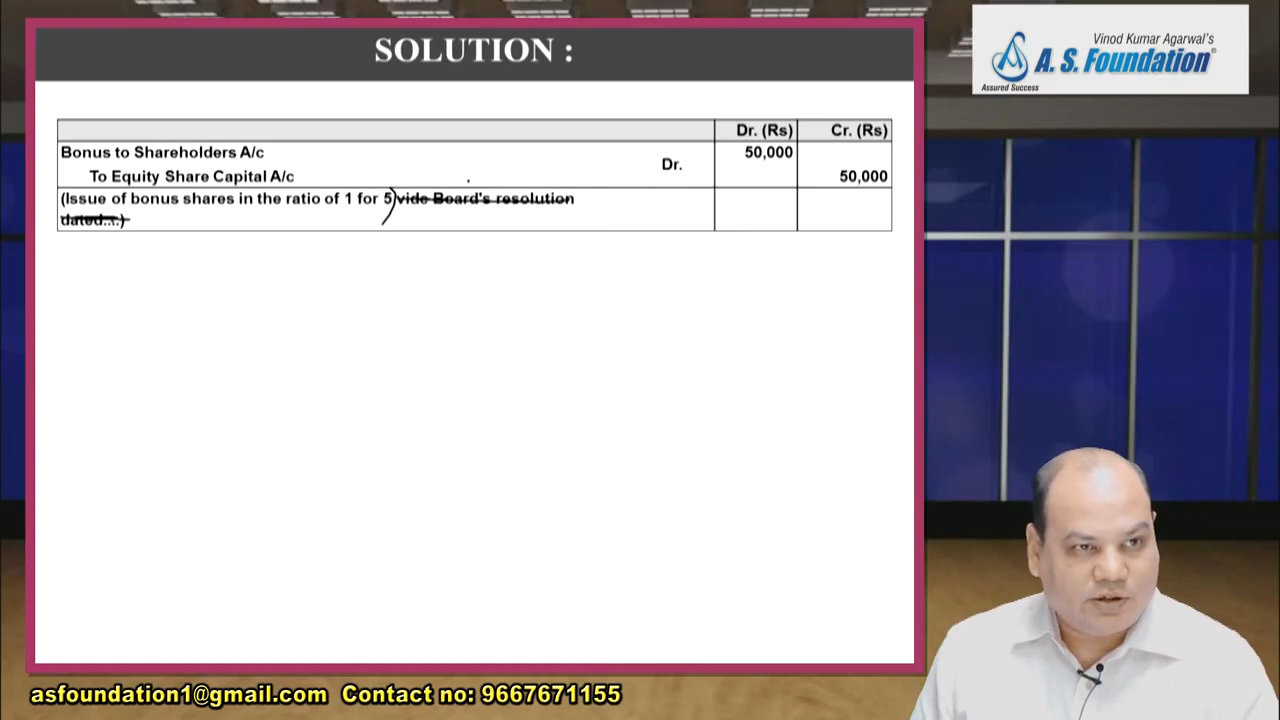 SOLUTION :
Vinod Kumar Agarwal's
A. S. Foundation®
Assured Success
Dr. (Rs) Cr. (Rs)
Bonus to Shareholders A/c Dr. 50,000
To Equity Share Capital A/c 50,000
(Issue of bonus shares in the ratio of 1 for 5) vide Board's resolution
dated....)
asfoundation1@gmail.com Contact no: 9667671155